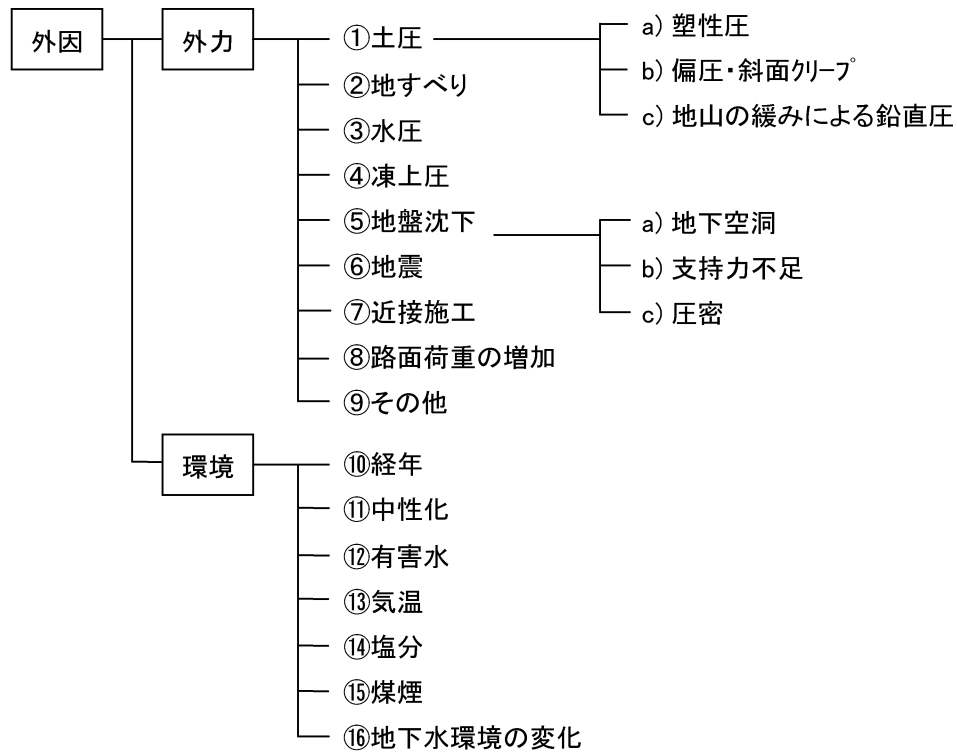 外因
外力
①土圧
a) 塑性圧
b) 偏圧・斜面ｸﾘｰﾌﾟ
c) 地山の緩みによる鉛直圧
②地すべり
③水圧
④凍上圧
⑤地盤沈下
a) 地下空洞
b) 支持力不足
c) 圧密
⑥地震
⑦近接施工
⑧路面荷重の増加
⑨その他
環境
⑩経年
⑪中性化
⑫有害水
⑬気温
⑭塩分
⑮煤煙
⑯地下水環境の変化